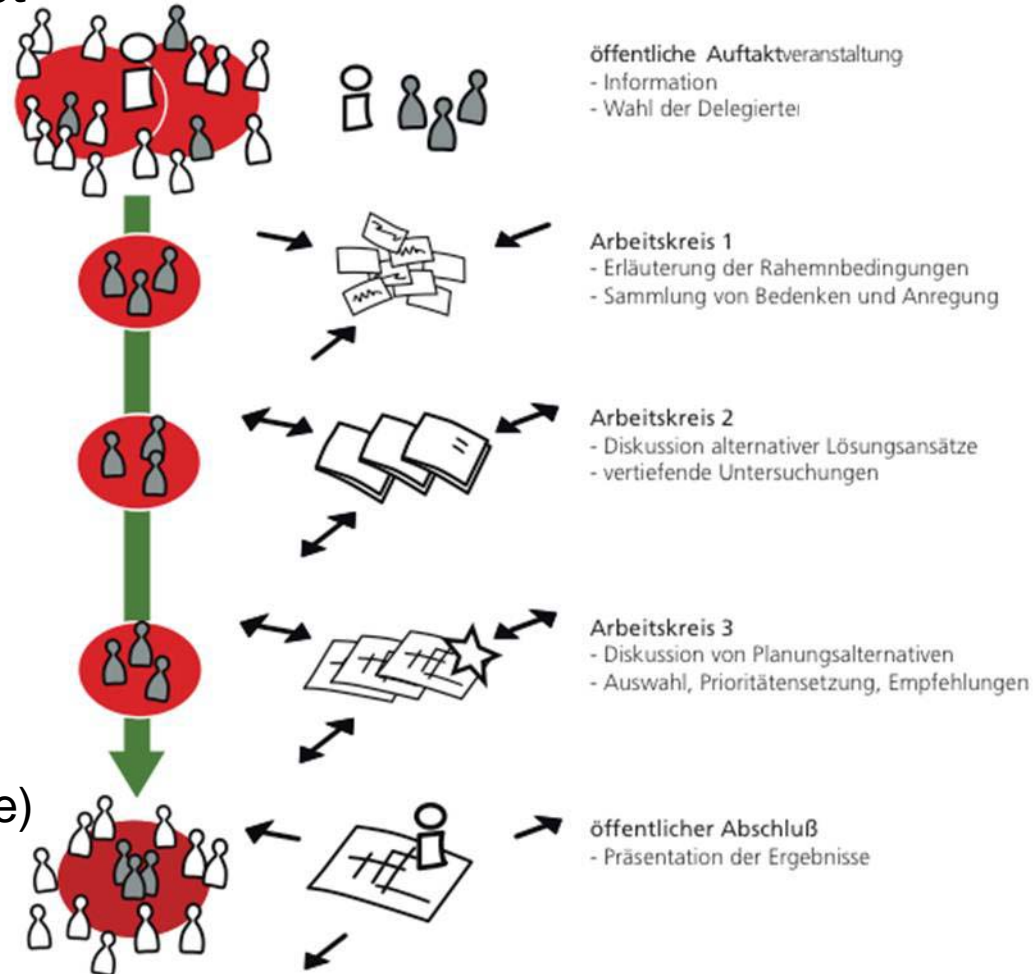 öffentliche Auftaktveranstaltung
- Information
- Wahl der Delegierter
Arbeitskreis 1
- Erläuterung der Rahemnbedingungen
- Sammlung von Bedenken und Anregung
Arbeitskreis 2
- Diskussion alternativer Lösungsansätze
- vertiefende Untersuchungen
Arbeitskreis 3
- Diskussion von Planungsalternativen
- Auswahl, Prioritätensetzung, Empfehlungen
e)
öffentlicher Abschluß
- Präsentation der Ergebnisse